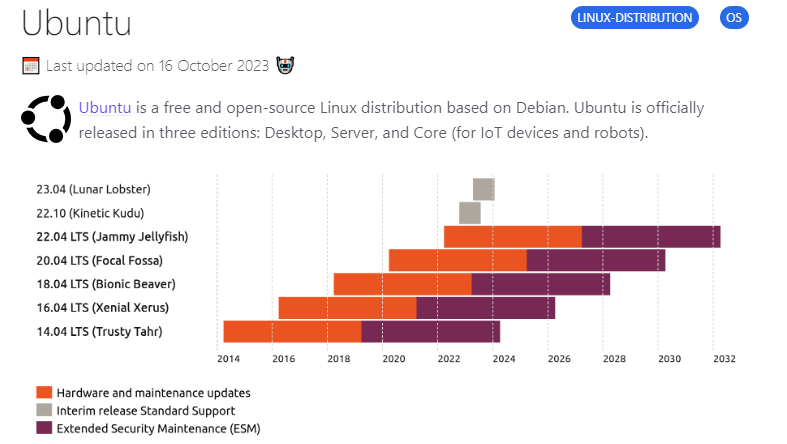 Ubuntu
LINUX-DISTRIBUTION
OS
Last updated on 16 October 2023
Ubuntu is a free and open-source Linux distribution based on Debian. Ubuntu is officially
released in three editions: Desktop, Server, and Core (for IoT devices and robots).
23.04 (Lunar Lobster)
22.10 (Kinetic Kudu)
22.04 LTS (Jammy Jellyfish)
20.04 LTS (Focal Fossa)
18.04 LTS (Bionic Beaver)
16.04 LTS (Xenial Xerus)
14.04 LTS (Trusty Tahr)
2014 2016 2018 2020 2022 2024 2026 2028 2030 2032
Hardware and maintenance updates
Interim release Standard Support
Extended Security Maintenance (ESM)